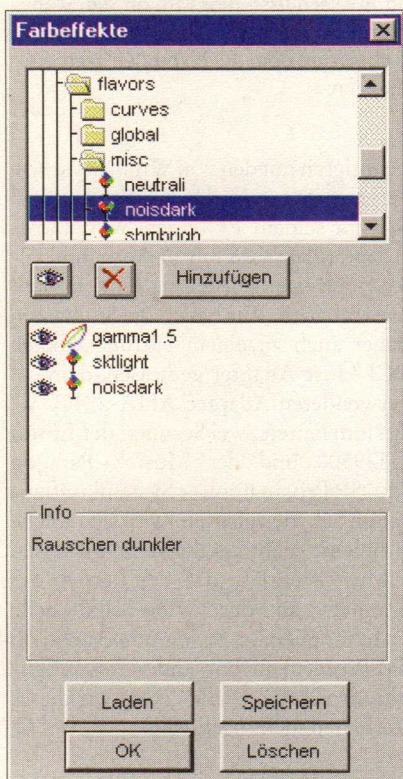 Farbeffekte
flavors
curves
global
misc
neutrali
noisdark
shmbrigh
Hinzufügen
gamma1.5
sktlight
noisdark
Info
Rauschen dunkler
Laden
Speichern
OK
Löschen